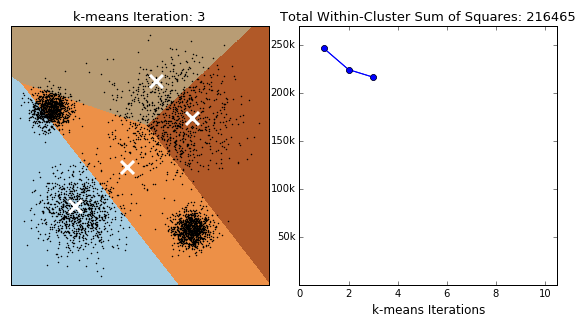 k-means Iteration: 3
Total Within-Cluster Sum of Squares: 216465
250k
200k
150k
100k
50k
0 2 4 6 8 10
k-means Iterations